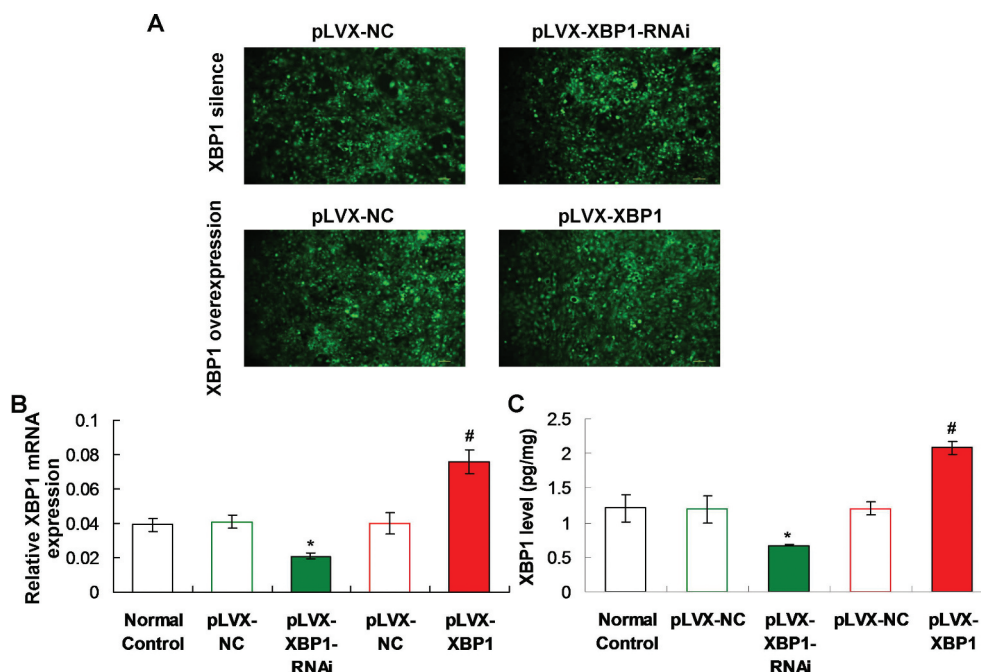 A
pLVX-NC
pLVX-XBP1-RNAi
XBP1 silence
pLVX-NC
pLVX-XBP1
XBP1 overexpression
B
Relative XBP1 mRNA
expression
0.1
0.08
0.06
0.04
0.02
0
*
#
Normal
Control
pLVX-
NC
pLVX-
XBP1-
RNAi
pLVX-
NC
pLVX-
XBP1
C
XBP1 level (pg/mg)
2.5
2
1.5
1
0.5
0
*
#
Normal
Control
pLVX-NC
pLVX-
XBP1-
RNAi
pLVX-NC
pLVX-
XBP1